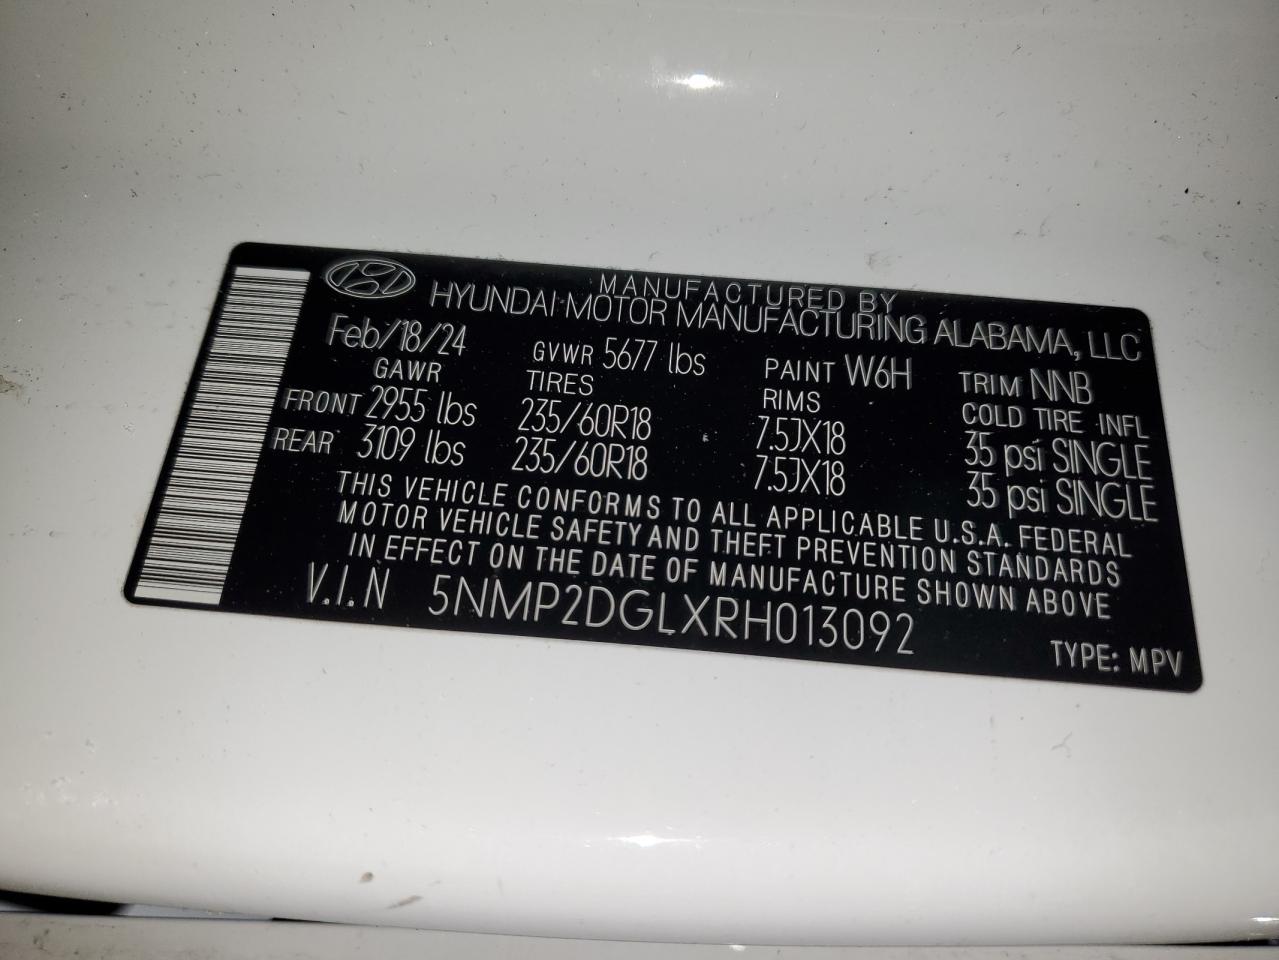 MANUFACTURED BY
HYUNDAI MOTOR MANUFACTURING ALABAMA, LLC
Feb/18/24 GVWR 5677 lbs PAINT W6H TRIM NNB
GAWR TIRES RIMS COLD TIRE INFL
FRONT 2955 lbs 235/60R18 7.5JX18 35 psi SINGLE
REAR 3109 lbs 235/60R18 7.5JX18 35 psi SINGLE
THIS VEHICLE CONFORMS TO ALL APPLICABLE U.S.A. FEDERAL
MOTOR VEHICLE SAFETY AND THEFT PREVENTION STANDARDS
IN EFFECT ON THE DATE OF MANUFACTURE SHOWN ABOVE
V.I.N 5NMP2DGLXRH013092
TYPE: MPV